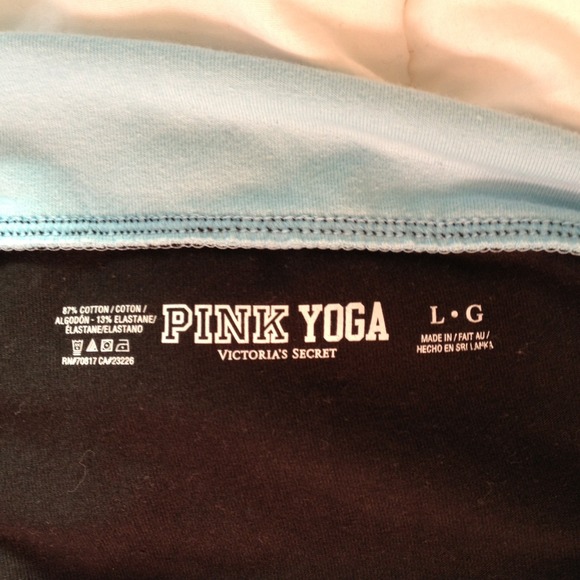 87% COTTON / COTON /
ALGODÓN • 13% ELASTANE/
ÉLASTANE/ELASTANO
RN#70817 CA#23226
PINK YOGA
VICTORIA'S SECRET
L • G
MADE IN / FAIT AU /
HECHO EN SRI LANKA